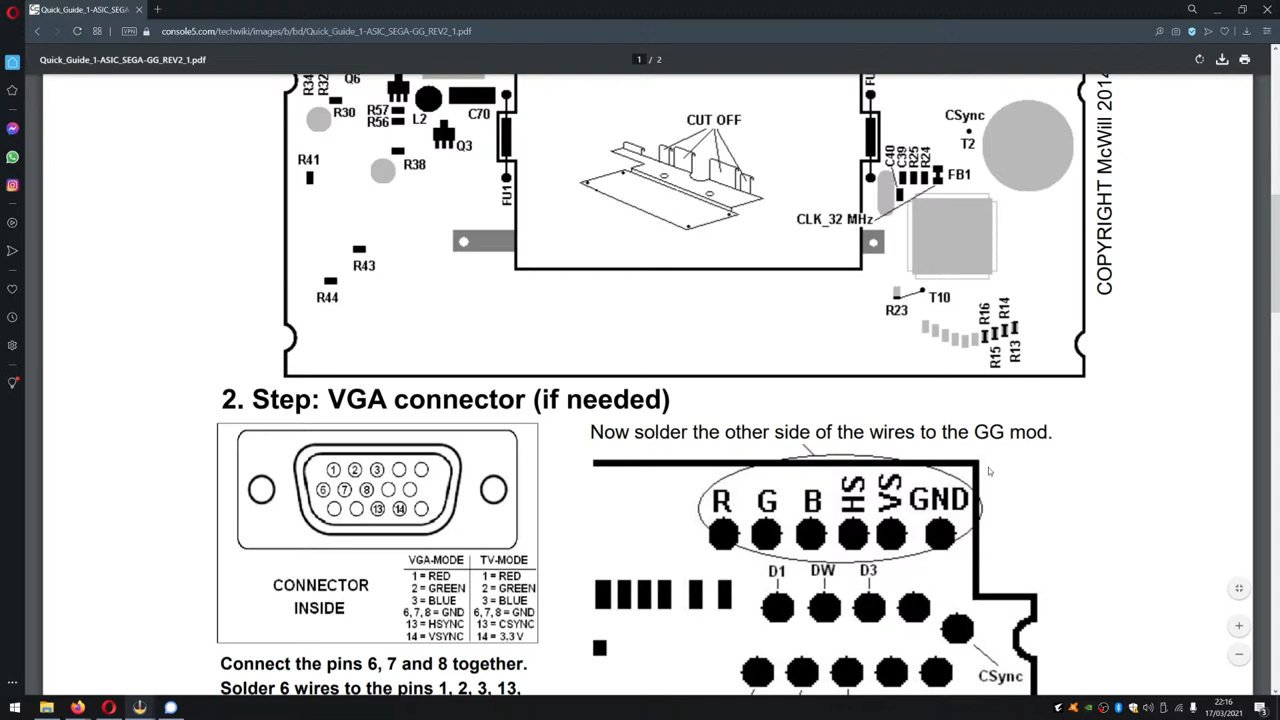 Quick_Guide_1-ASIC_SEGA-GG_REV2_1
VPN
console5.com/techwiki/images/b/bd/Quick_Guide_1-ASIC_SEGA-GG_REV2_1.pdf
Quick_Guide_1-ASIC_SEGA-GG_REV2_1.pdf
1 / 2
R34
R32
Q6
R30
R57
R56
L2
C70
Q3
R41
R38
FU1
R43
R44
CUT OFF
FU
C40
C39
R25
R24
CSync
T2
FB1
CLK_32 MHz
T10
R23
R16
R14
R15
R13
COPYRIGHT McWill 2014
2. Step: VGA connector (if needed)
Now solder the other side of the wires to the GG mod.
1 2 3
6 7 8
13 14
CONNECTOR
INSIDE
VGA-MODE TV-MODE
1 = RED 1 = RED
2 = GREEN 2 = GREEN
3 = BLUE 3 = BLUE
6, 7, 8 = GND 6, 7, 8 = GND
13 = HSYNC 13 = CSYNC
14 = VSYNC 14 = 3,3 V
R G B HS VS GND
D1 DW D3
CSync
Connect the pins 6, 7 and 8 together.
Solder 6 wires to the pins 1, 2, 3, 13,
22:16
17/03/2021
3